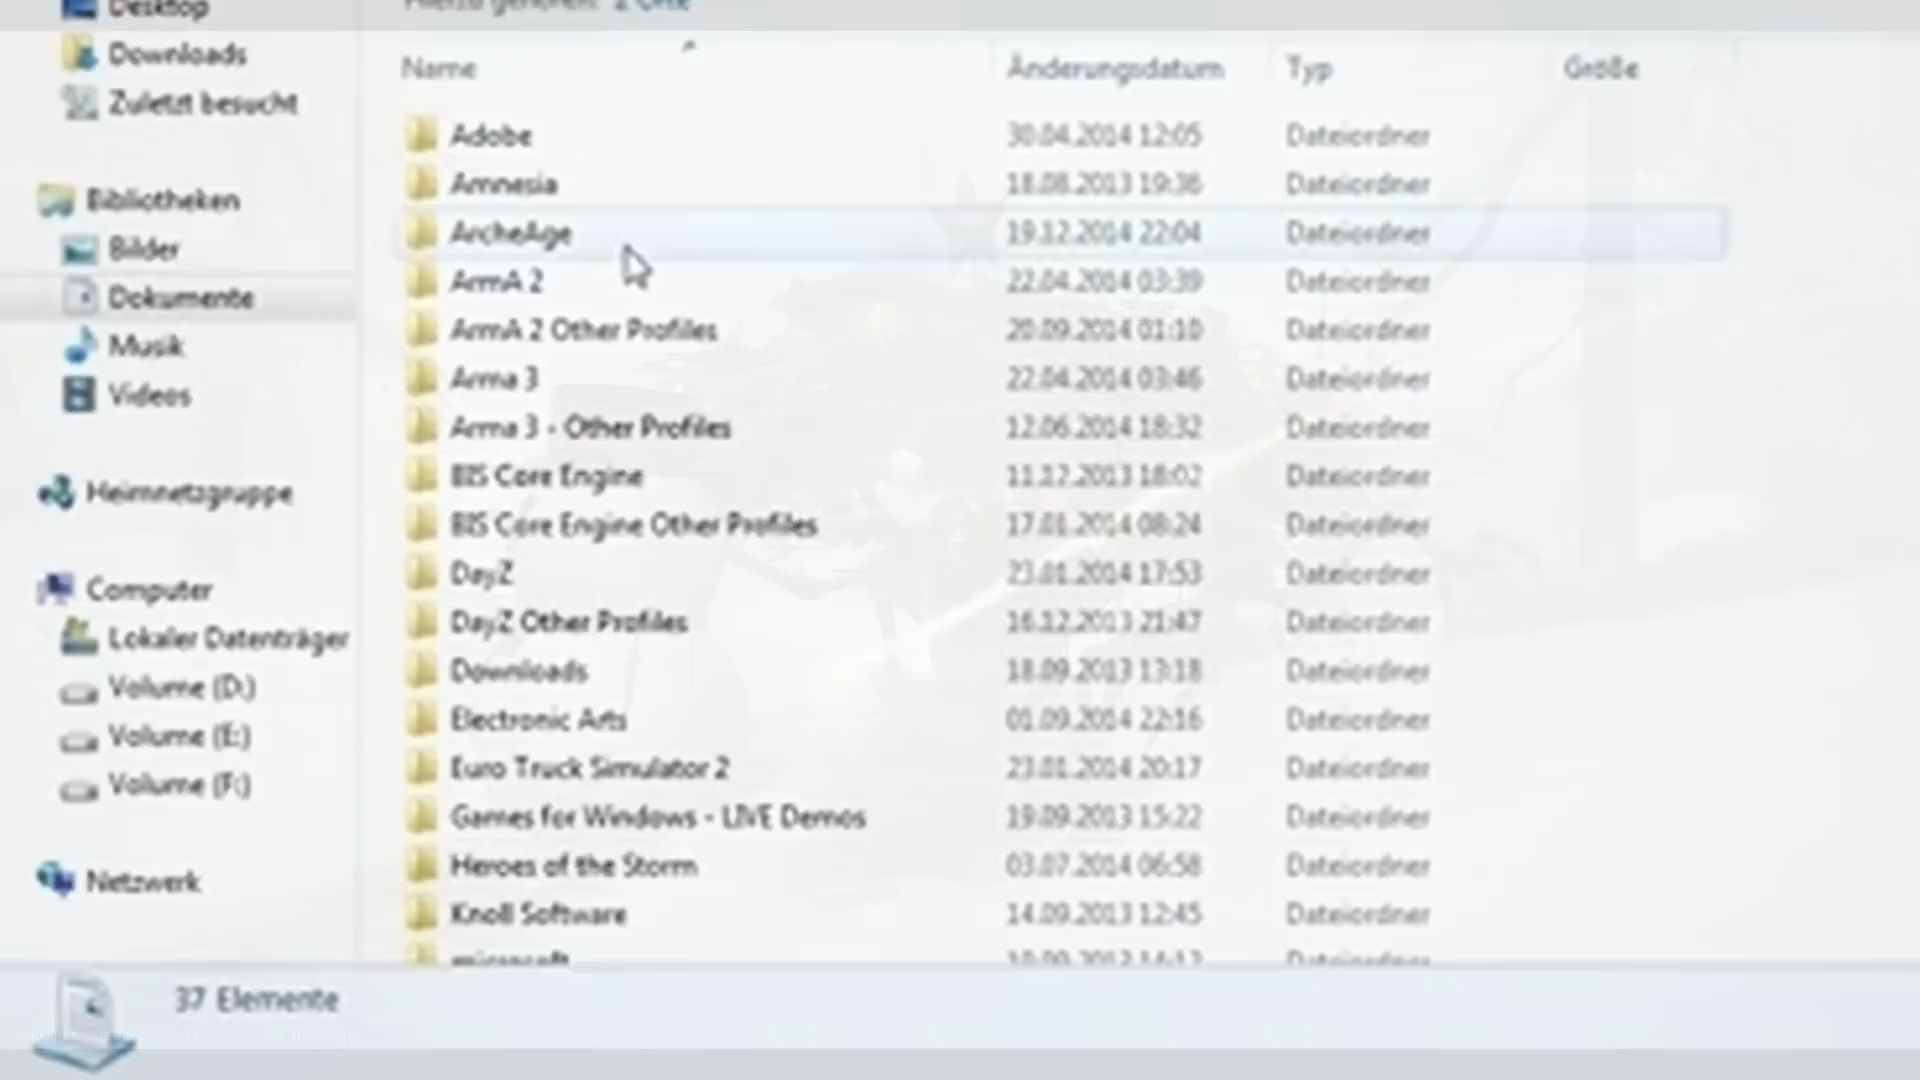 Desktop
Downloads
Zuletzt besucht
Bibliotheken
Bilder
Dokumente
Musik
Videos
Heimnetzgruppe
Computer
Lokaler Datenträger
Volume (D:)
Volume (E:)
Volume (F:)
Netzwerk
Hierzu gehören: 2 Orte
Name Änderungsdatum Typ Größe
Adobe 30.04.2014 12:05 Dateiordner
Amnesia 18.08.2013 19:36 Dateiordner
ArcheAge 19.12.2014 22:04 Dateiordner
ArmA 2 22.04.2014 03:39 Dateiordner
ArmA 2 Other Profiles 20.09.2014 01:10 Dateiordner
Arma 3 22.04.2014 03:46 Dateiordner
Arma 3 - Other Profiles 12.06.2014 18:32 Dateiordner
BIS Core Engine 11.12.2013 18:02 Dateiordner
BIS Core Engine Other Profiles 17.01.2014 08:24 Dateiordner
DayZ 23.01.2014 17:53 Dateiordner
DayZ Other Profiles 16.12.2013 21:47 Dateiordner
Downloads 18.09.2013 13:18 Dateiordner
Electronic Arts 01.09.2014 22:16 Dateiordner
Euro Truck Simulator 2 23.01.2014 20:17 Dateiordner
Games for Windows - LIVE Demos 19.09.2013 15:22 Dateiordner
Heroes of the Storm 03.07.2014 06:58 Dateiordner
Knoll Software 14.09.2013 12:45 Dateiordner
microsoft Dateiordner
37 Elemente